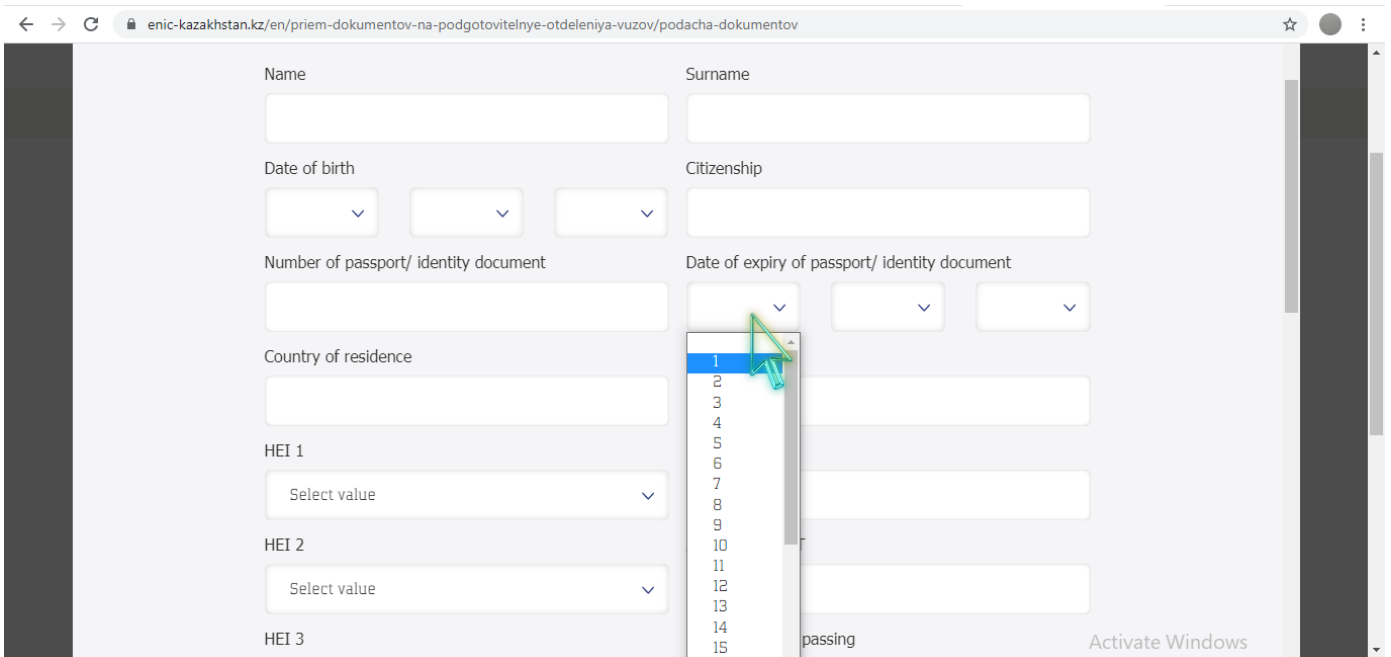 enic-kazakhstan.kz/en/priem-dokumentov-na-podgotovitelnye-otdeleniya-vuzov/podacha-dokumentov
Name Surname
Date of birth Citizenship
Number of passport/ identity document Date of expiry of passport/ identity document
Country of residence
1
2
3
4
5
6
7
8
9
10
11
12
13
14
15
HEI 1
Select value
HEI 2
Select value
HEI 3 passing
Activate Windows